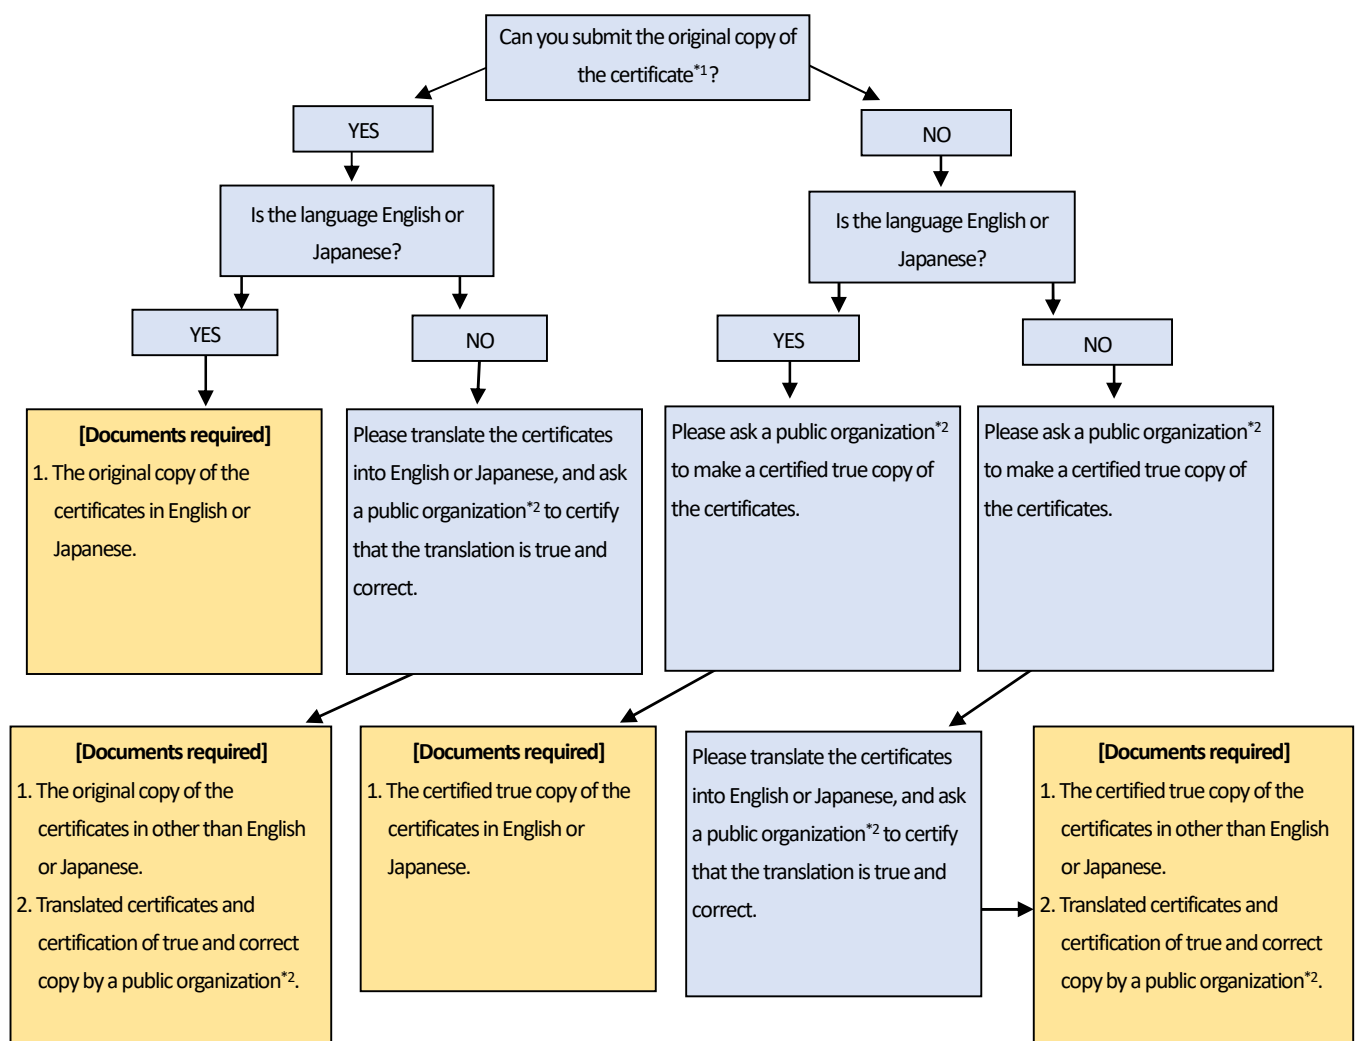 Can you submit the original copy of
the certificate*1?
YES
NO
Is the language English or
Japanese?
Is the language English or
Japanese?
YES
NO
YES
NO
[Documents required]
1. The original copy of the
certificates in English or
Japanese.
Please translate the certificates
into English or Japanese, and ask
a public organization*2 to certify
that the translation is true and
correct.
Please ask a public organization*2
to make a certified true copy of
the certificates.
Please ask a public organization*2
to make a certified true copy of
the certificates.
[Documents required]
1. The original copy of the
certificates in other than English
or Japanese.
2. Translated certificates and
certification of true and correct
copy by a public organization*2.
[Documents required]
1. The certified true copy of the
certificates in English or
Japanese.
Please translate the certificates
into English or Japanese, and ask
a public organization*2 to certify
that the translation is true and
correct.
[Documents required]
1. The certified true copy of the
certificates in other than English
or Japanese.
2. Translated certificates and
certification of true and correct
copy by a public organization*2.